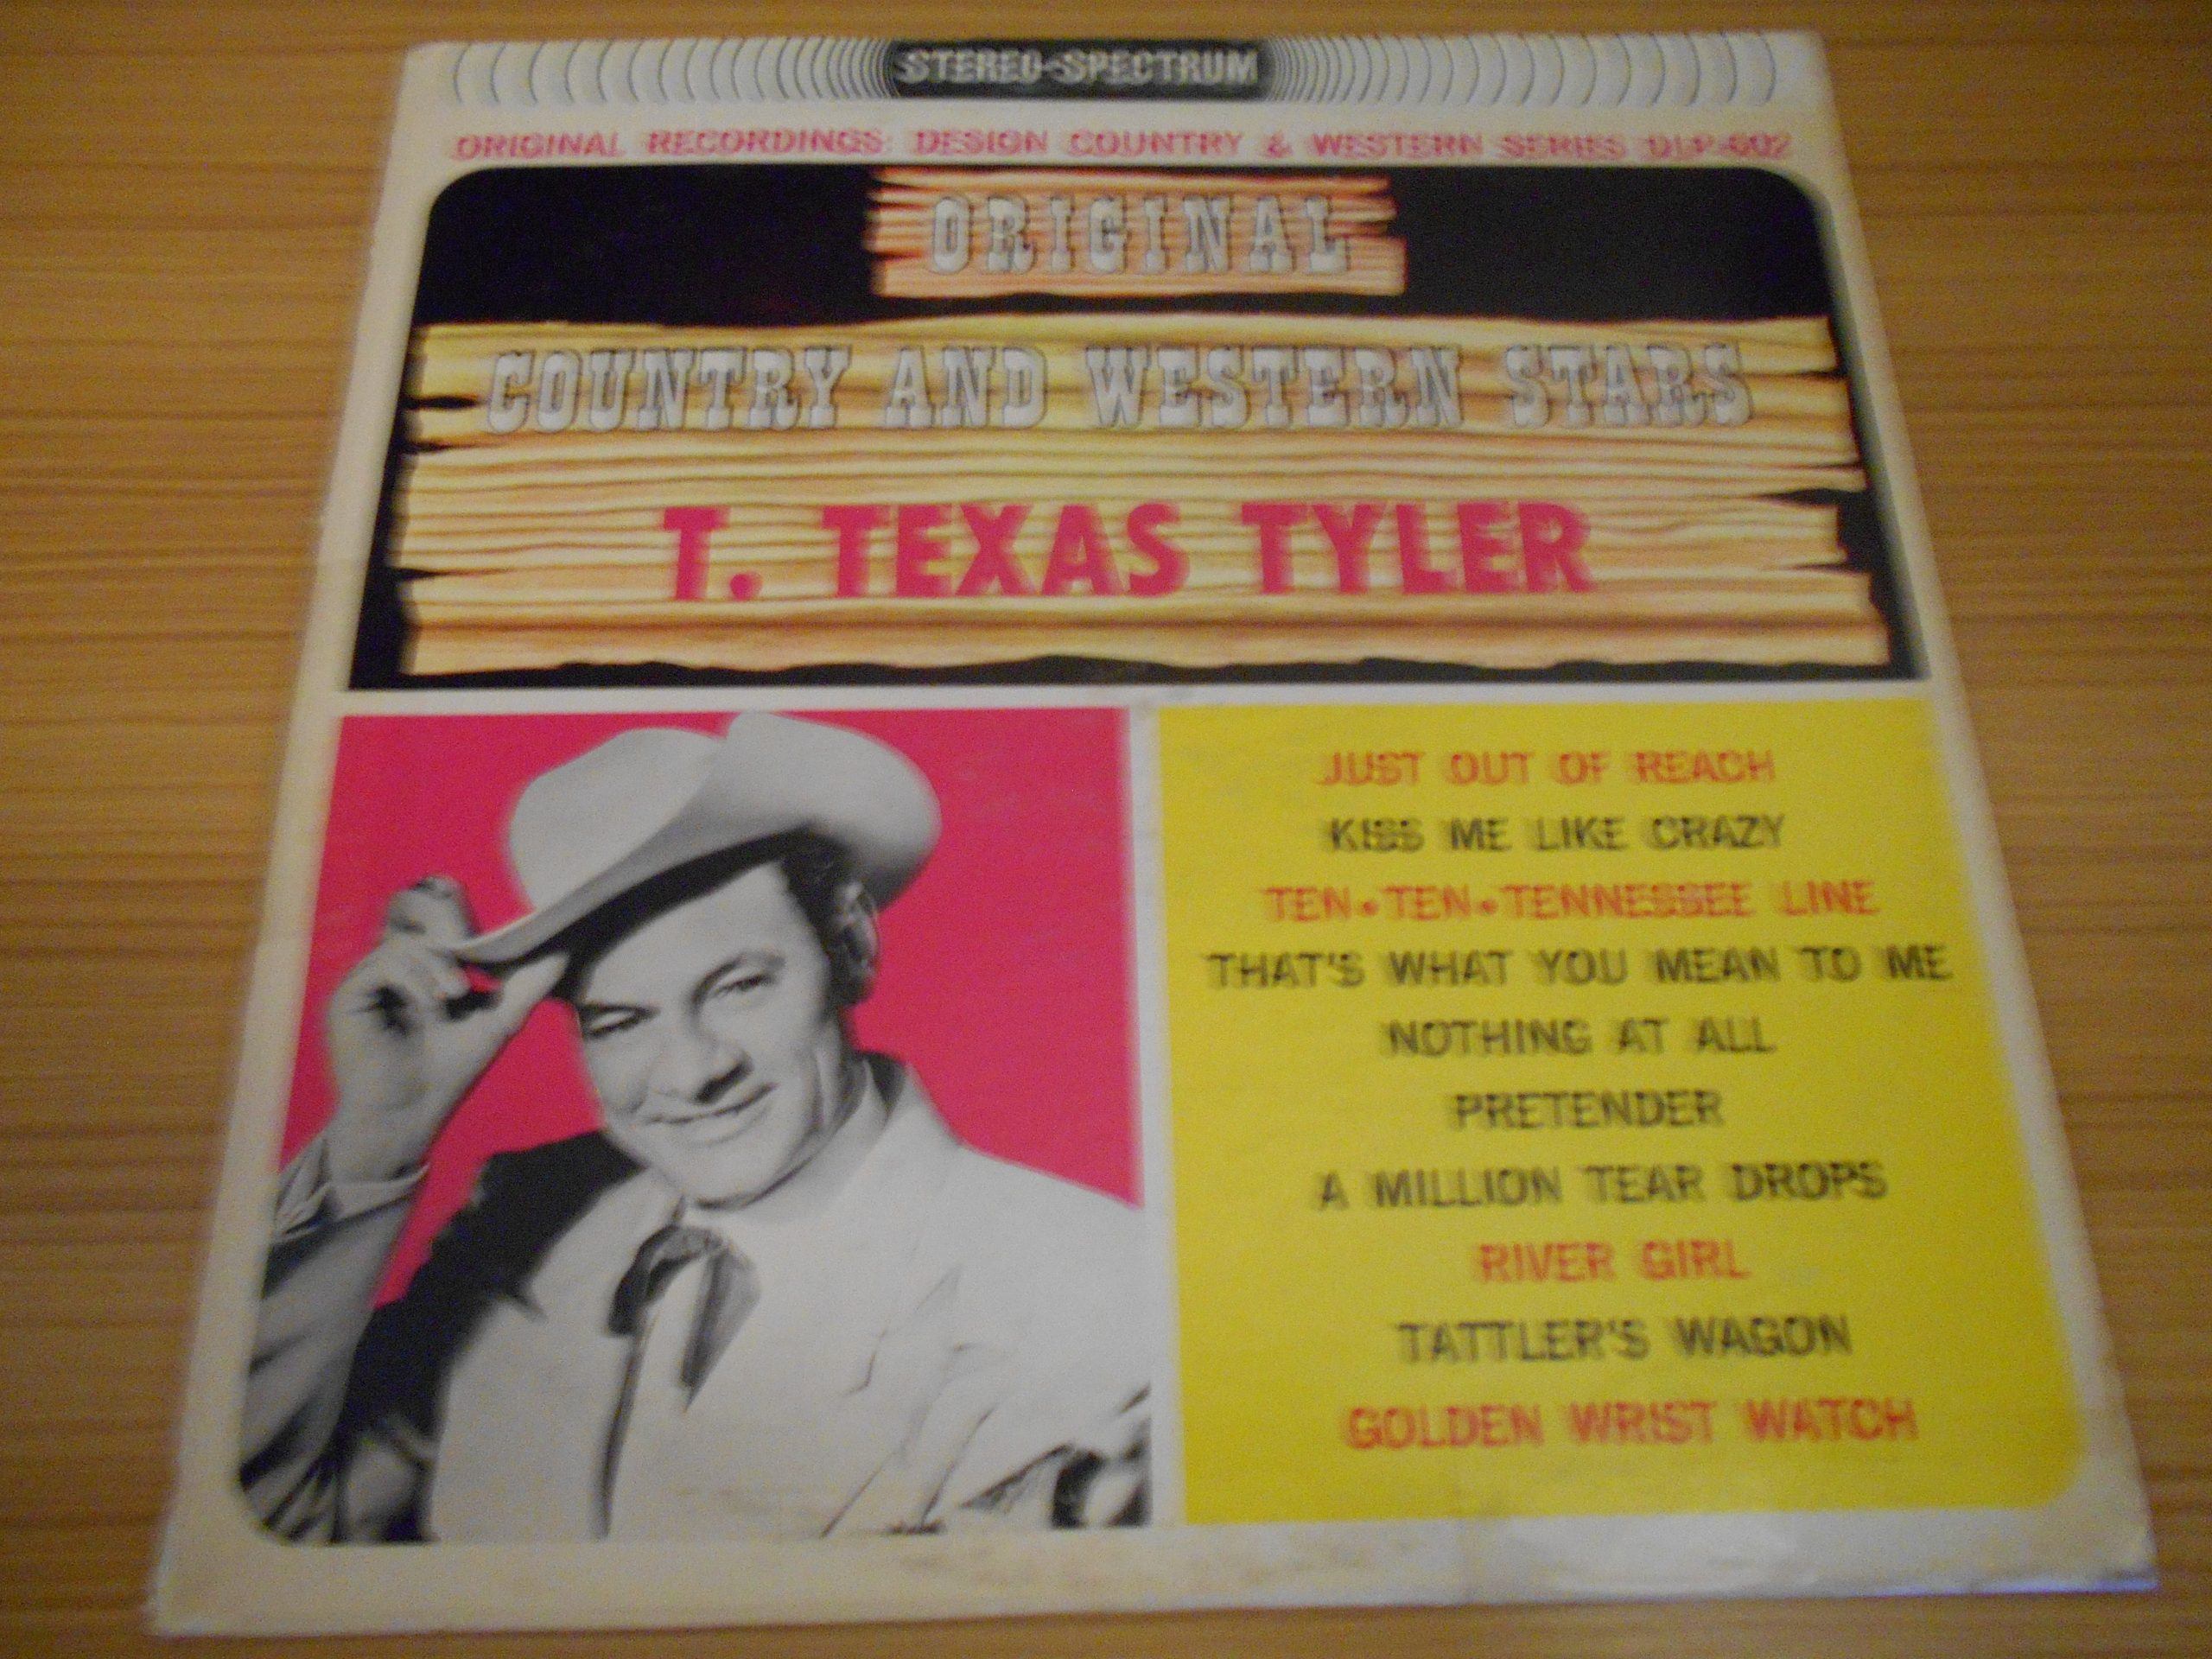 STEREO-SPECTRUM
ORIGINAL RECORDINGS: DESIGN COUNTRY & WESTERN SERIES DLP-602
ORIGINAL
COUNTRY AND WESTERN STARS
T. TEXAS TYLER
JUST OUT OF REACH
KISS ME LIKE CRAZY
TEN•TEN•TENNESSEE LINE
THAT'S WHAT YOU MEAN TO ME
NOTHING AT ALL
PRETENDER
A MILLION TEAR DROPS
RIVER GIRL
TATTLER'S WAGON
GOLDEN WRIST WATCH